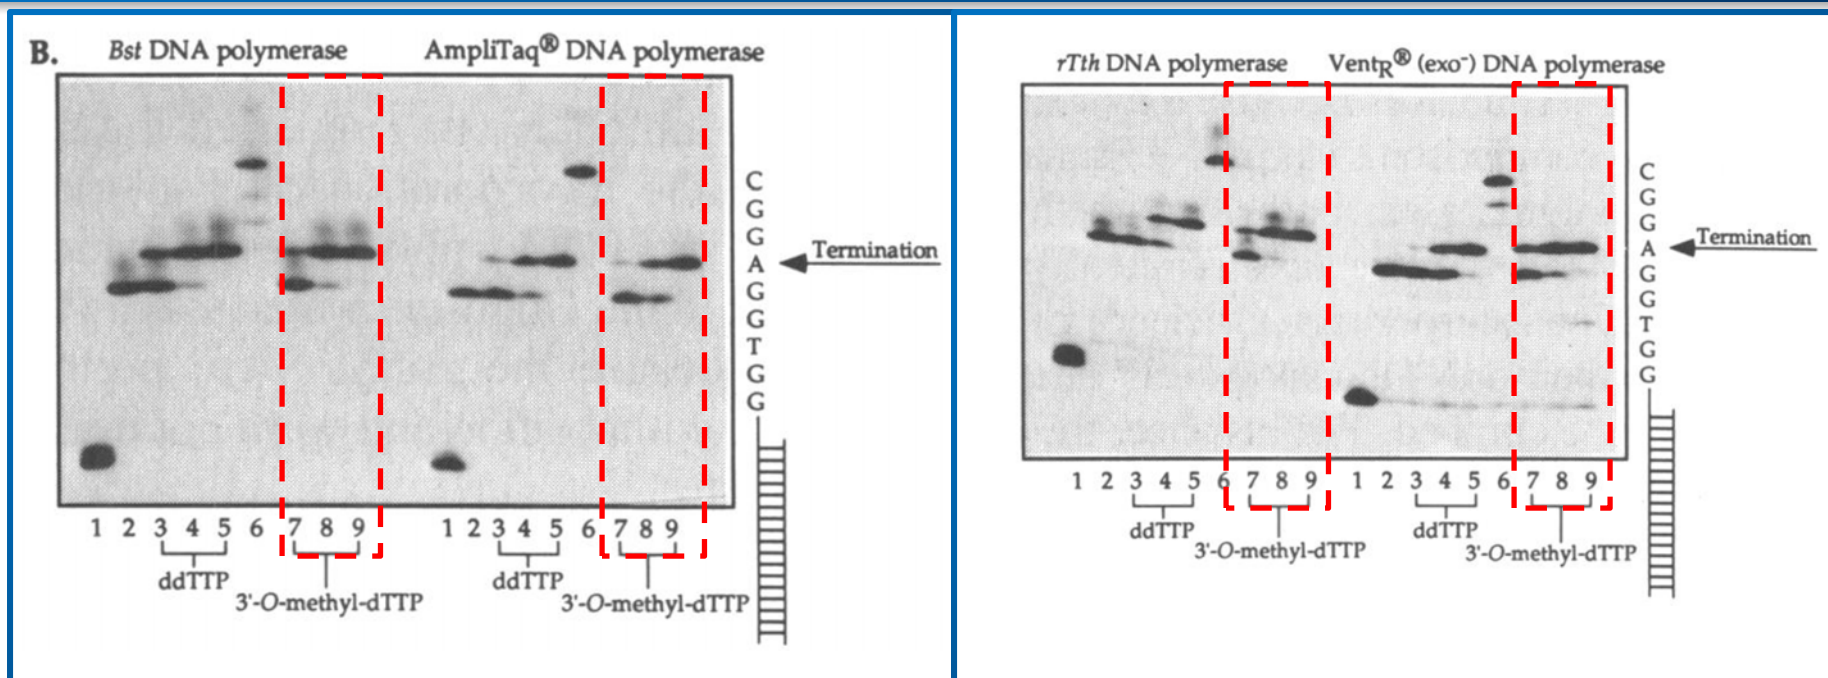 B.
Bst DNA polymerase
AmpliTaq® DNA polymerase
C
G
G
A
G
G
T
G
G
Termination
1 2 3 4 5 6 7 8 9
ddTTP
3'-O-methyl-dTTP
1 2 3 4 5 6 7 8 9
ddTTP
3'-O-methyl-dTTP
rTth DNA polymerase
VentR® (exo-) DNA polymerase
C
G
G
A
G
G
T
G
G
Termination
1 2 3 4 5 6 7 8 9
ddTTP
3'-O-methyl-dTTP
1 2 3 4 5 6 7 8 9
ddTTP
3'-O-methyl-dTTP